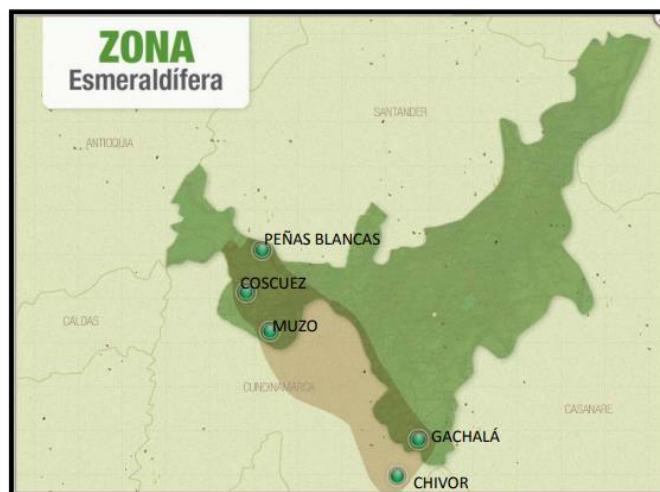 ZONA
Esmeraldífera
SANTANDER
ANTIOQUIA
PEÑAS BLANCAS
COSCUEZ
CALDAS
MUZO
CUNDINAMARCA
CASANARE
GACHALÁ
CHIVOR